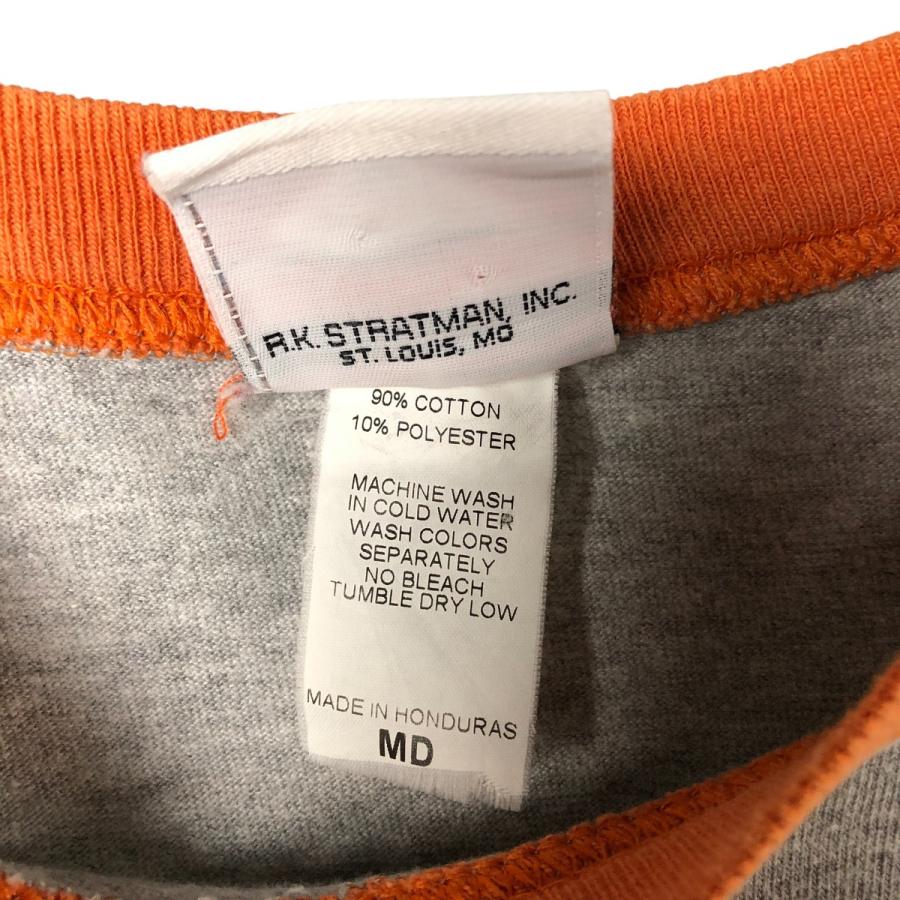 R.K. STRATMAN, INC.
ST. LOUIS, MO
90% COTTON
10% POLYESTER
MACHINE WASH
IN COLD WATER
WASH COLORS
SEPARATELY
NO BLEACH
TUMBLE DRY LOW
MADE IN HONDURAS
MD